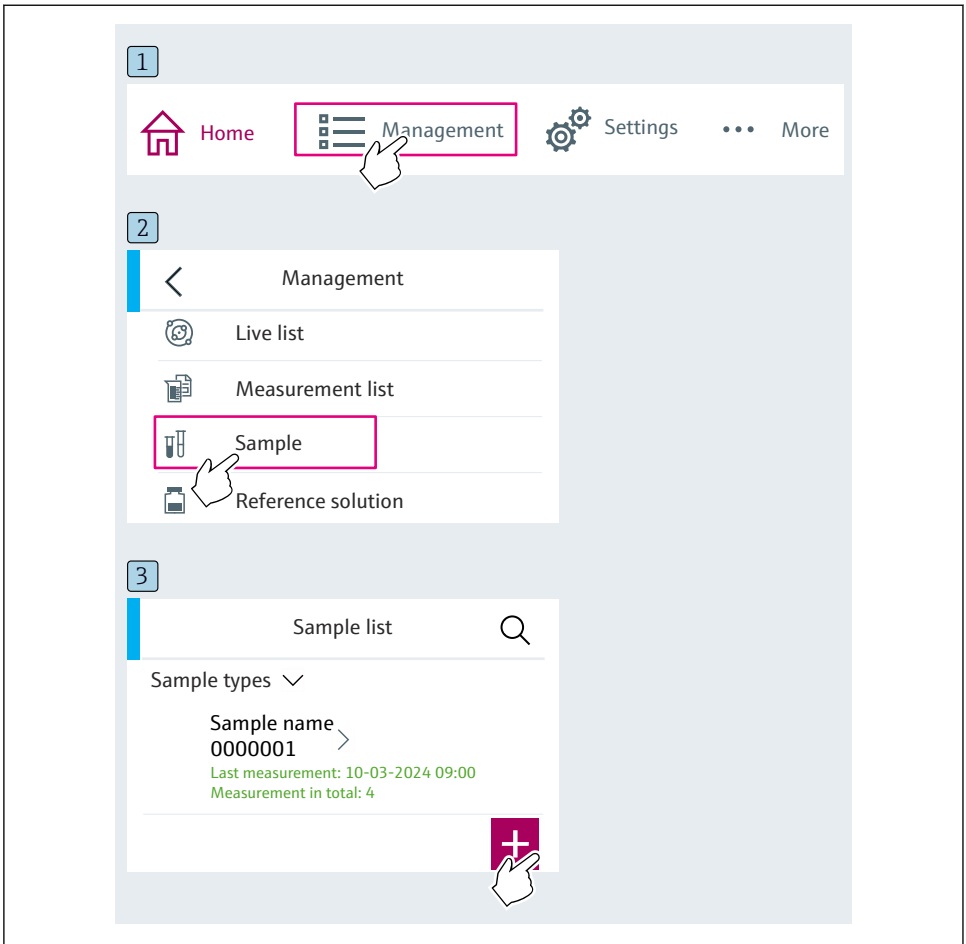 1
Home Management Settings ••• More
2
Management
Live list
Measurement list
Sample
Reference solution
3
Sample list
Sample types
Sample name
0000001
Last measurement: 10-03-2024 09:00
Measurement in total: 4